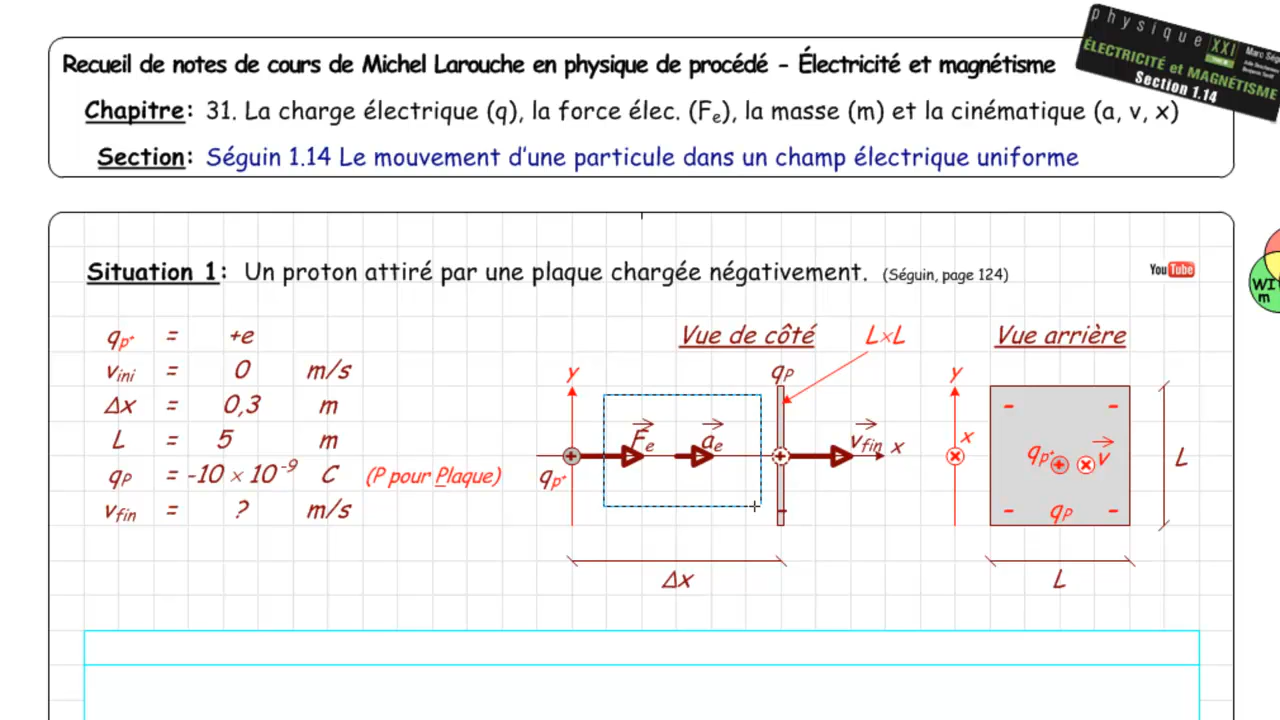 physique XXI
ÉLECTRICITÉ et MAGNÉTISME
Section 1.14
Recueil de notes de cours de Michel Larouche en physique de procédé - Électricité et magnétisme
Chapitre: 31. La charge électrique (q), la force élec. (Fe), la masse (m) et la cinématique (a, v, x)
Section: Séguin 1.14 Le mouvement d'une particule dans un champ électrique uniforme
Situation 1: Un proton attiré par une plaque chargée négativement. (Séguin, page 124)
YouTube
WI
m
qp+ = +e
vini = 0 m/s
Δx = 0,3 m
L = 5 m
qP = -10 × 10⁻⁹ C (P pour Plaque)
vfin = ? m/s
Vue de côté
L×L
y
qP
Fe
ae
vfin x
+
+
qp+
-
Δx
Vue arrière
y
x
- -
qp+ + v
L
- qP -
L